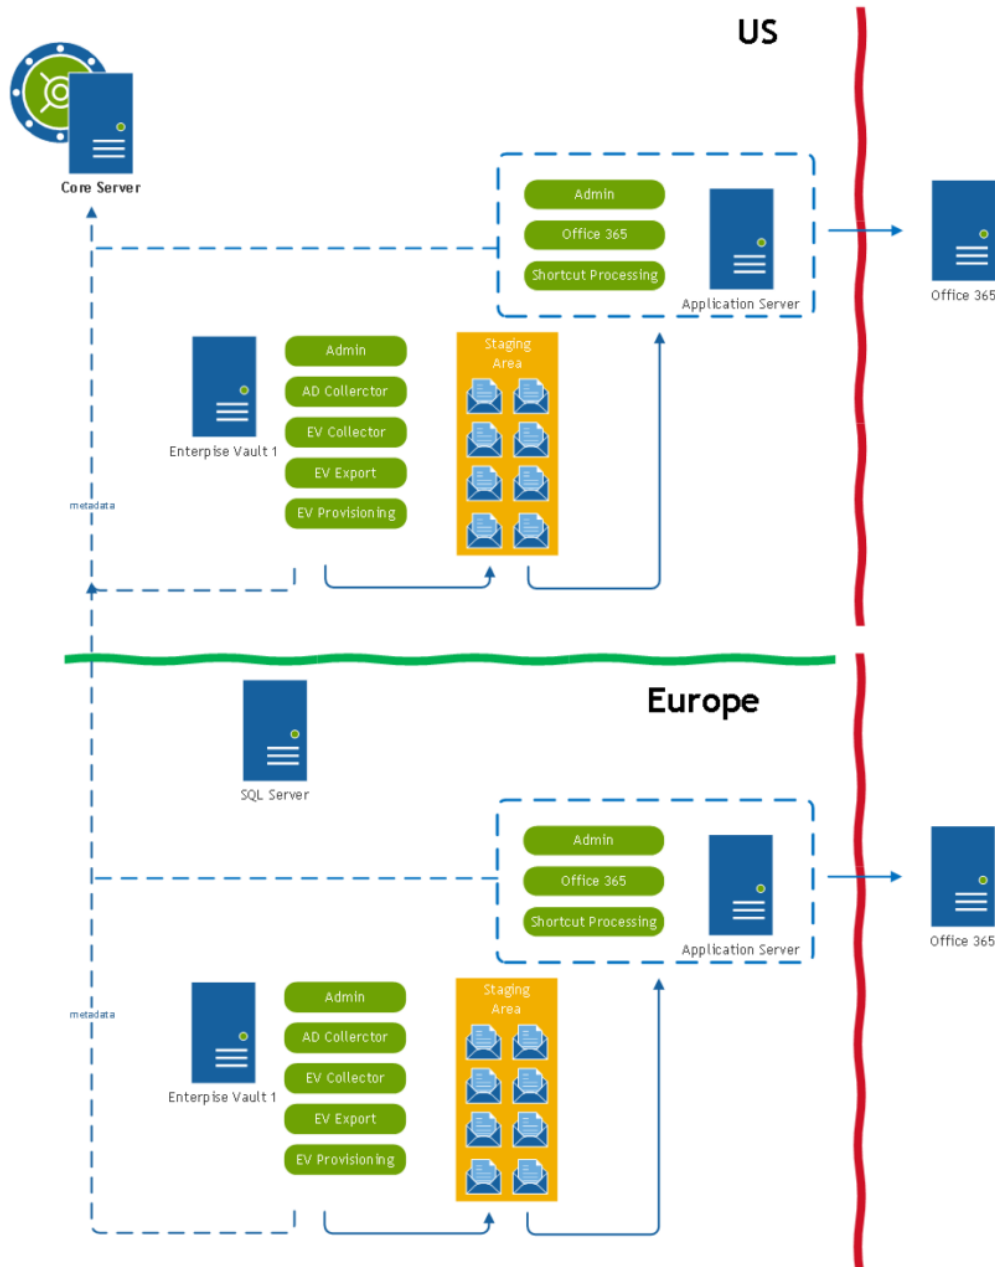 US
Core Server
Admin
Office 365
Shortcut Processing
Application Server
Office 365
Enterpise Vault 1
Admin
AD Collerctor
EV Collector
EV Export
EV Provisioning
Staging
Area
metadata
Europe
SQL Server
Admin
Office 365
Shortcut Processing
Application Server
Office 365
Enterpise Vault 1
Admin
AD Collerctor
EV Collector
EV Export
EV Provisioning
Staging
Area
metadata